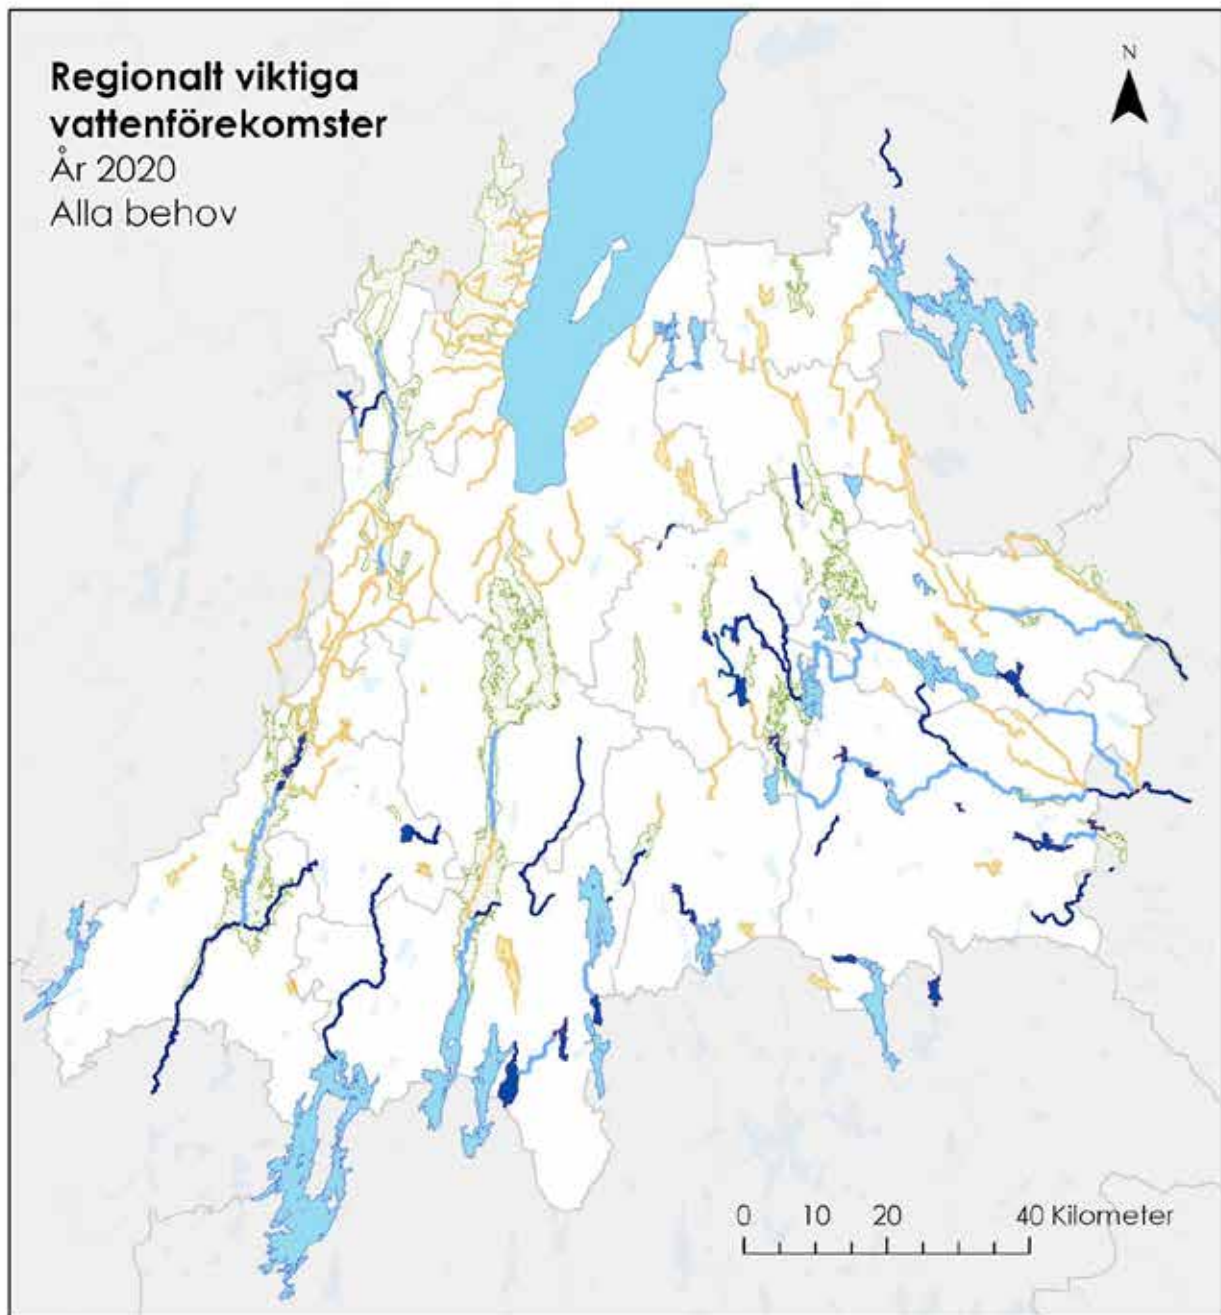 Regionalt viktiga
vattenförekomster
År 2020
Alla behov
N
0 10 20 40 Kilometer